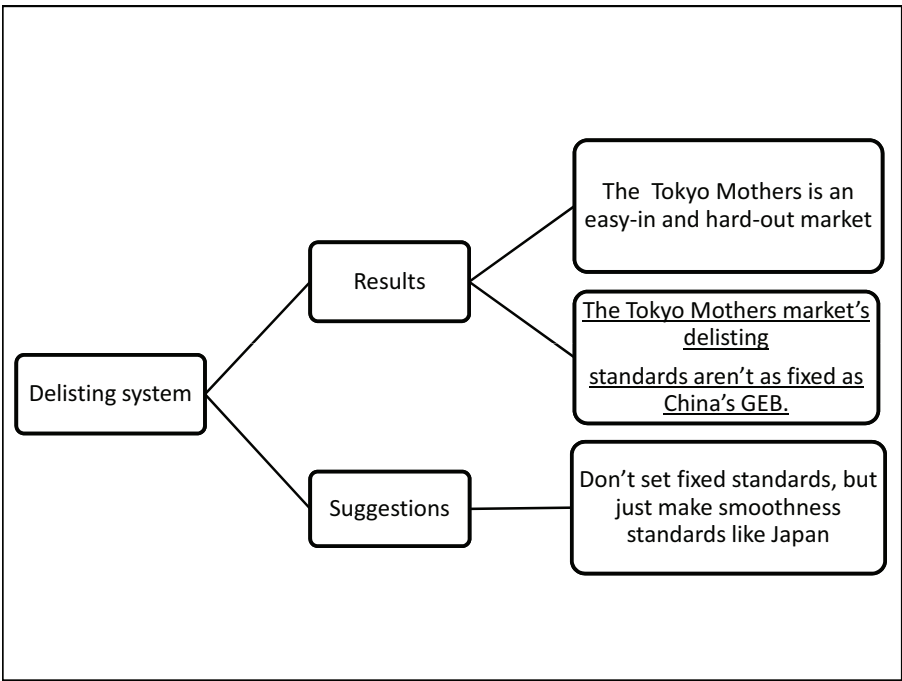 Delisting system
Results
The Tokyo Mothers is an
easy-in and hard-out market
The Tokyo Mothers market’s
delisting
standards aren’t as fixed as
China’s GEB.
Suggestions
Don’t set fixed standards, but
just make smoothness
standards like Japan